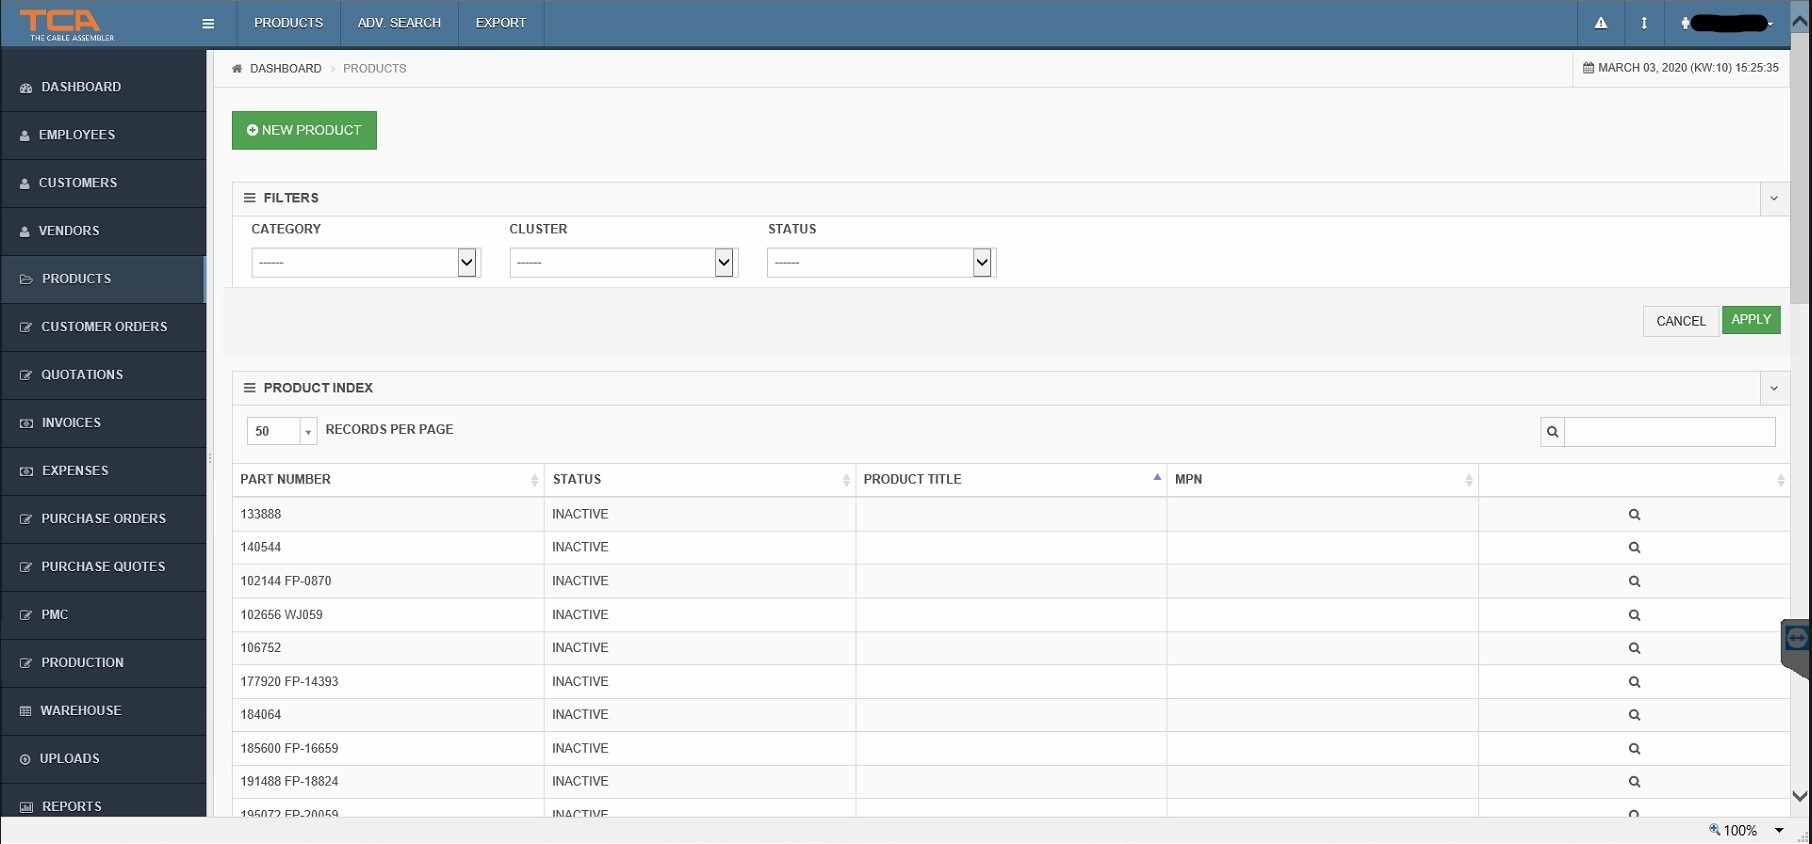 TCA
THE CABLE ASSEMBLER
PRODUCTS
ADV. SEARCH
EXPORT
DASHBOARD
EMPLOYEES
CUSTOMERS
VENDORS
PRODUCTS
CUSTOMER ORDERS
QUOTATIONS
INVOICES
EXPENSES
PURCHASE ORDERS
PURCHASE QUOTES
PMC
PRODUCTION
WAREHOUSE
UPLOADS
REPORTS
DASHBOARD > PRODUCTS
MARCH 03, 2020 (KW:10) 15:25:35
NEW PRODUCT
FILTERS
CATEGORY CLUSTER STATUS
------ ------ ------
CANCEL APPLY
PRODUCT INDEX
50 RECORDS PER PAGE
PART NUMBER STATUS PRODUCT TITLE MPN
133888 INACTIVE
140544 INACTIVE
102144 FP-0870 INACTIVE
102656 WJ059 INACTIVE
106752 INACTIVE
177920 FP-14393 INACTIVE
184064 INACTIVE
185600 FP-16659 INACTIVE
191488 FP-18824 INACTIVE
195072 FP-20059 INACTIVE
100%